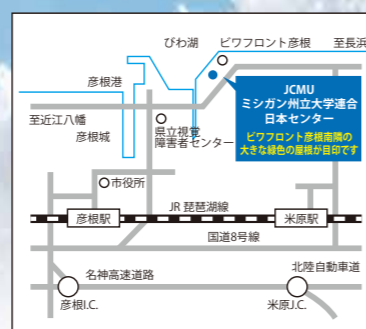 びわ湖
ビワフロント彦根
至長浜
彦根港
JCMU
ミシガン州立大学連合
日本センター
ビワフロント彦根南隣の
大きな緑色の屋根が目印です
至近江八幡
彦根城
県立視覚
障害者センター
市役所
JR 琵琶湖線
彦根駅
米原駅
国道8号線
名神高速道路
北陸自動車道
彦根I.C.
米原J.C.